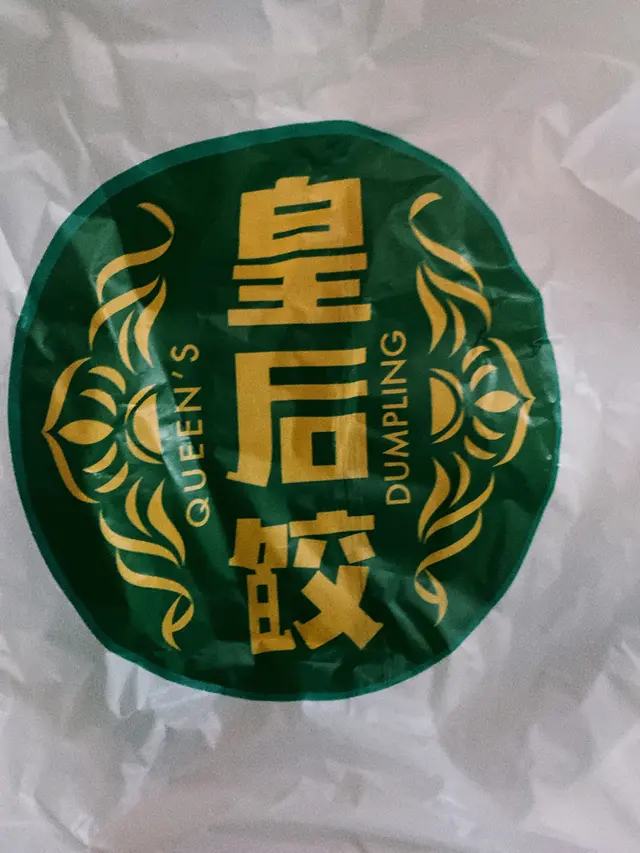 皇后餃
QUEEN'S
DUMPLING